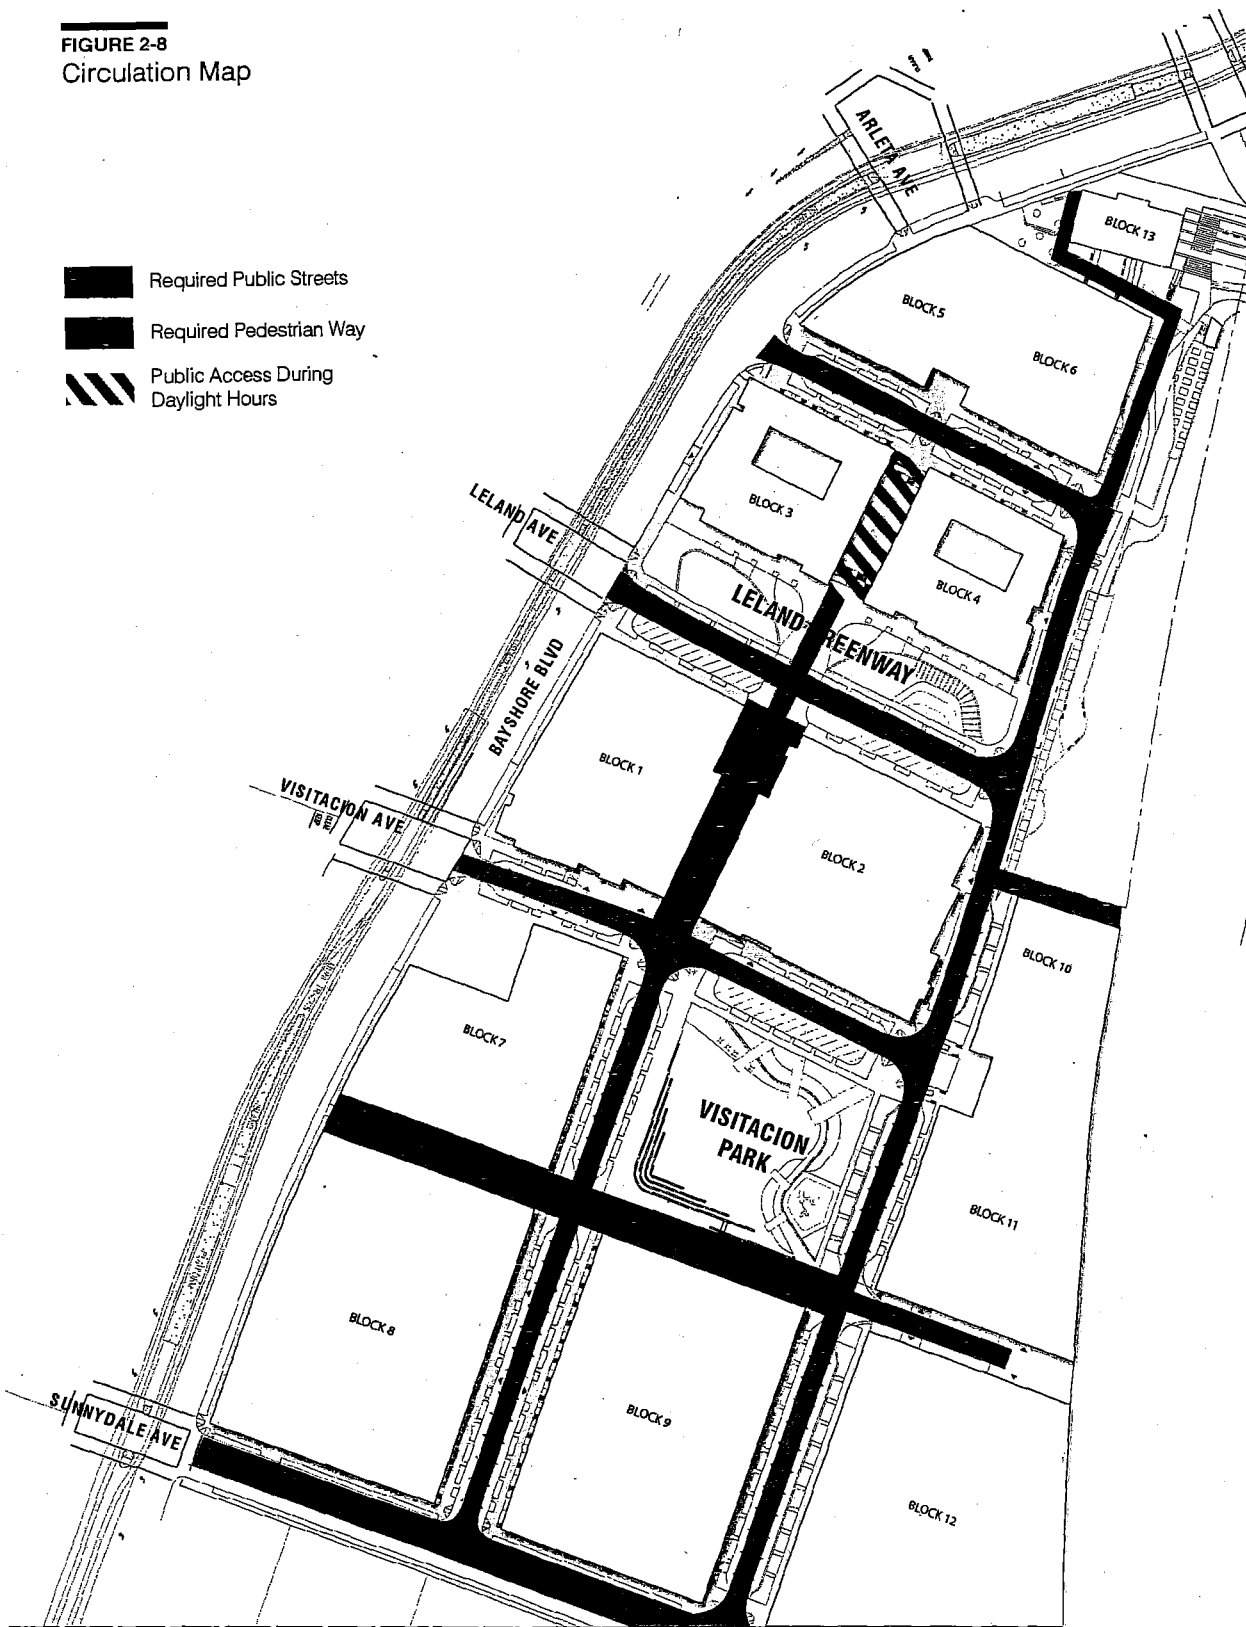 FIGURE 2-8
Circulation Map
Required Public Streets
Required Pedestrian Way
Public Access During
Daylight Hours
ARLETA AVE
BLOCK 13
BLOCK 5
BLOCK 6
BLOCK 3
LELAND AVE
BLOCK 4
LELAND GREENWAY
BAYSHORE BLVD
BLOCK 1
VISITACION AVE
BLOCK 2
BLOCK 10
BLOCK 7
VISITACION
PARK
BLOCK 11
BLOCK 8
SUNNYDALE AVE
BLOCK 9
BLOCK 12